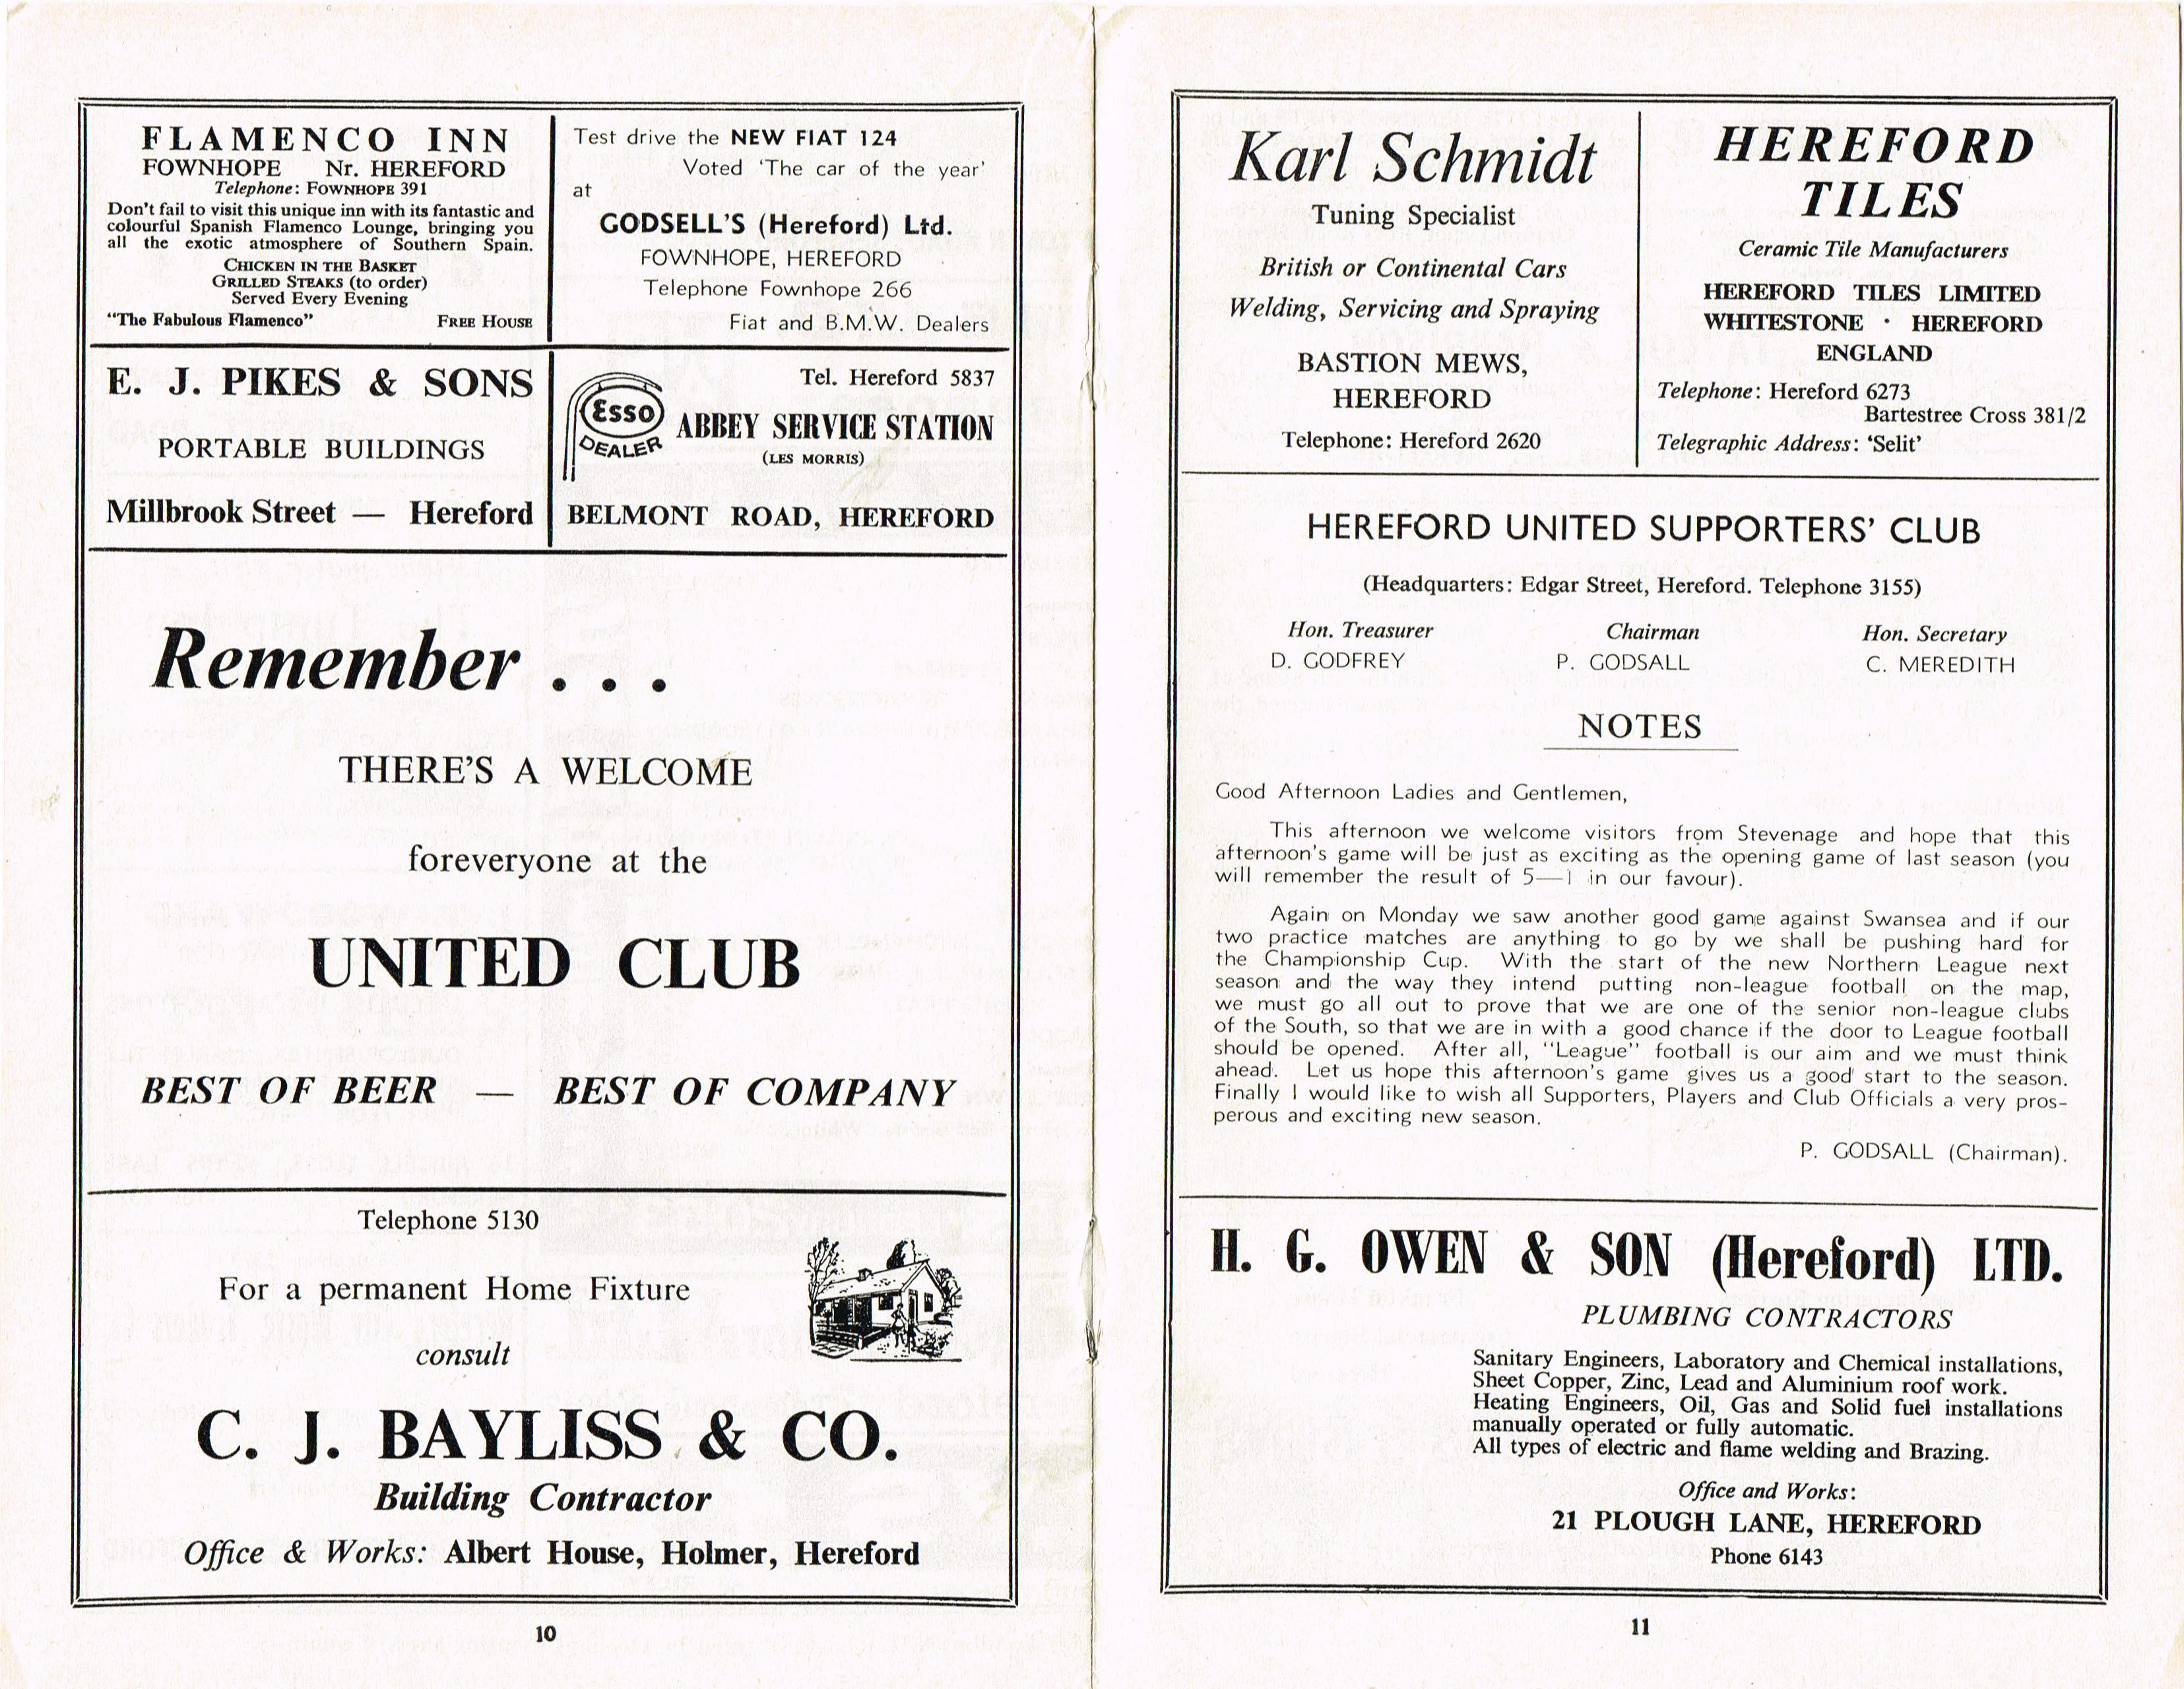 FLAMENCO INN
FOWNHOPE Nr. HEREFORD
Telephone: FOWNHOPE 391
Don't fail to visit this unique inn with its fantastic and
colourful Spanish Flamenco Lounge, bringing you
all the exotic atmosphere of Southern Spain.
CHICKEN IN THE BASKET
GRILLED STEAKS (to order)
Served Every Evening
"The Fabulous Flamenco" FREE HOUSE
Test drive the NEW FIAT 124
Voted 'The car of the year'
at
GODSELL'S (Hereford) Ltd.
FOWNHOPE, HEREFORD
Telephone Fownhope 266
Fiat and B.M.W. Dealers
E. J. PIKES & SONS
PORTABLE BUILDINGS
Millbrook Street — Hereford
Esso
DEALER
Tel. Hereford 5837
ABBEY SERVICE STATION
(LES MORRIS)
BELMONT ROAD, HEREFORD
Remember . . .
THERE'S A WELCOME
foreveryone at the
UNITED CLUB
BEST OF BEER — BEST OF COMPANY
Telephone 5130
For a permanent Home Fixture
consult
C. J. BAYLISS & CO.
Building Contractor
Office & Works: Albert House, Holmer, Hereford
10
Karl Schmidt
Tuning Specialist
British or Continental Cars
Welding, Servicing and Spraying
BASTION MEWS,
HEREFORD
Telephone: Hereford 2620
HEREFORD
TILES
Ceramic Tile Manufacturers
HEREFORD TILES LIMITED
WHITESTONE · HEREFORD
ENGLAND
Telephone: Hereford 6273
Bartestree Cross 381/2
Telegraphic Address: 'Selit'
HEREFORD UNITED SUPPORTERS' CLUB
(Headquarters: Edgar Street, Hereford. Telephone 3155)
Hon. Treasurer Chairman Hon. Secretary
D. GODFREY P. GODSALL C. MEREDITH
NOTES
Good Afternoon Ladies and Gentlemen,
This afternoon we welcome visitors from Stevenage and hope that this
afternoon's game will be just as exciting as the opening game of last season (you
will remember the result of 5—1 in our favour).
Again on Monday we saw another good game against Swansea and if our
two practice matches are anything to go by we shall be pushing hard for
the Championship Cup. With the start of the new Northern League next
season and the way they intend putting non-league football on the map,
we must go all out to prove that we are one of the senior non-league clubs
of the South, so that we are in with a good chance if the door to League football
should be opened. After all, "League" football is our aim and we must think
ahead. Let us hope this afternoon's game gives us a good start to the season.
Finally I would like to wish all Supporters, Players and Club Officials a very pros-
perous and exciting new season.
P. GODSALL (Chairman).
H. G. OWEN & SON (Hereford) LTD.
PLUMBING CONTRACTORS
Sanitary Engineers, Laboratory and Chemical installations,
Sheet Copper, Zinc, Lead and Aluminium roof work.
Heating Engineers, Oil, Gas and Solid fuel installations
manually operated or fully automatic.
All types of electric and flame welding and Brazing.
Office and Works:
21 PLOUGH LANE, HEREFORD
Phone 6143
11